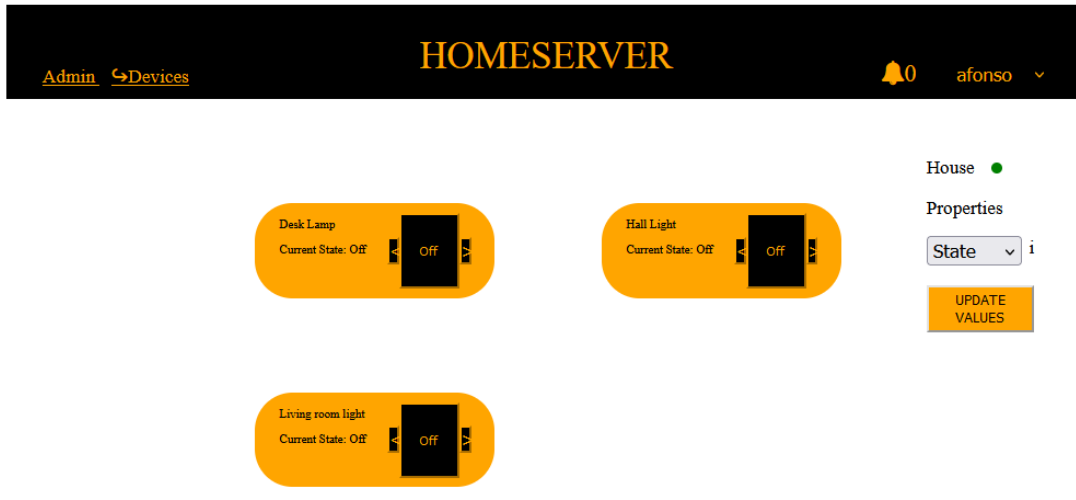 HOMESERVER
Admin ↪Devices
0 afonso
House
Properties
State i
UPDATE
VALUES
Desk Lamp
Current State: Off
< Off >
Hall Light
Current State: Off
< Off >
Living room light
Current State: Off
< Off >